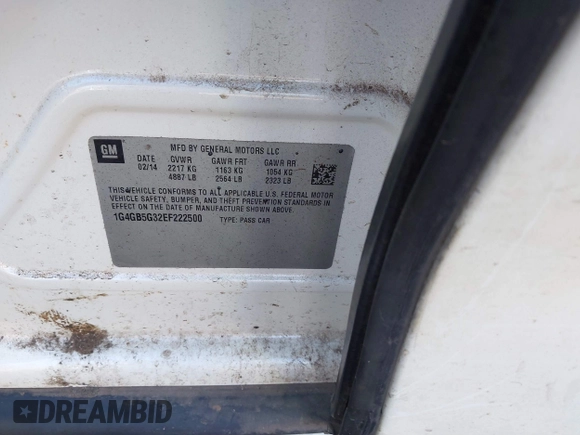 GM
MFD BY GENERAL MOTORS LLC
DATE GVWR GAWR FRT GAWR RR
02/14 2217 KG 1163 KG 1054 KG
4887 LB 2564 LB 2323 LB
THIS VEHICLE CONFORMS TO ALL APPLICABLE U.S. FEDERAL MOTOR
VEHICLE SAFETY, BUMPER, AND THEFT PREVENTION STANDARDS IN
EFFECT ON THE DATE OF MANUFACTURE SHOWN ABOVE.
1G4GB5G32EF222500 TYPE: PASS CAR
DREAMBID